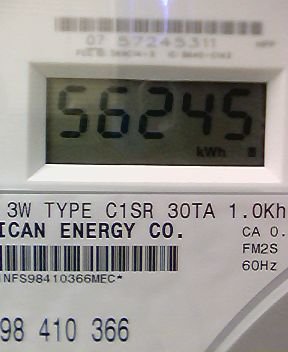 07 57245311
56245
kWh
3W TYPE C1SR 30TA 1.0Kh
ICAN ENERGY CO.
CA 0.
FM2S
60Hz
INFS98410366MEC*
98 410 366